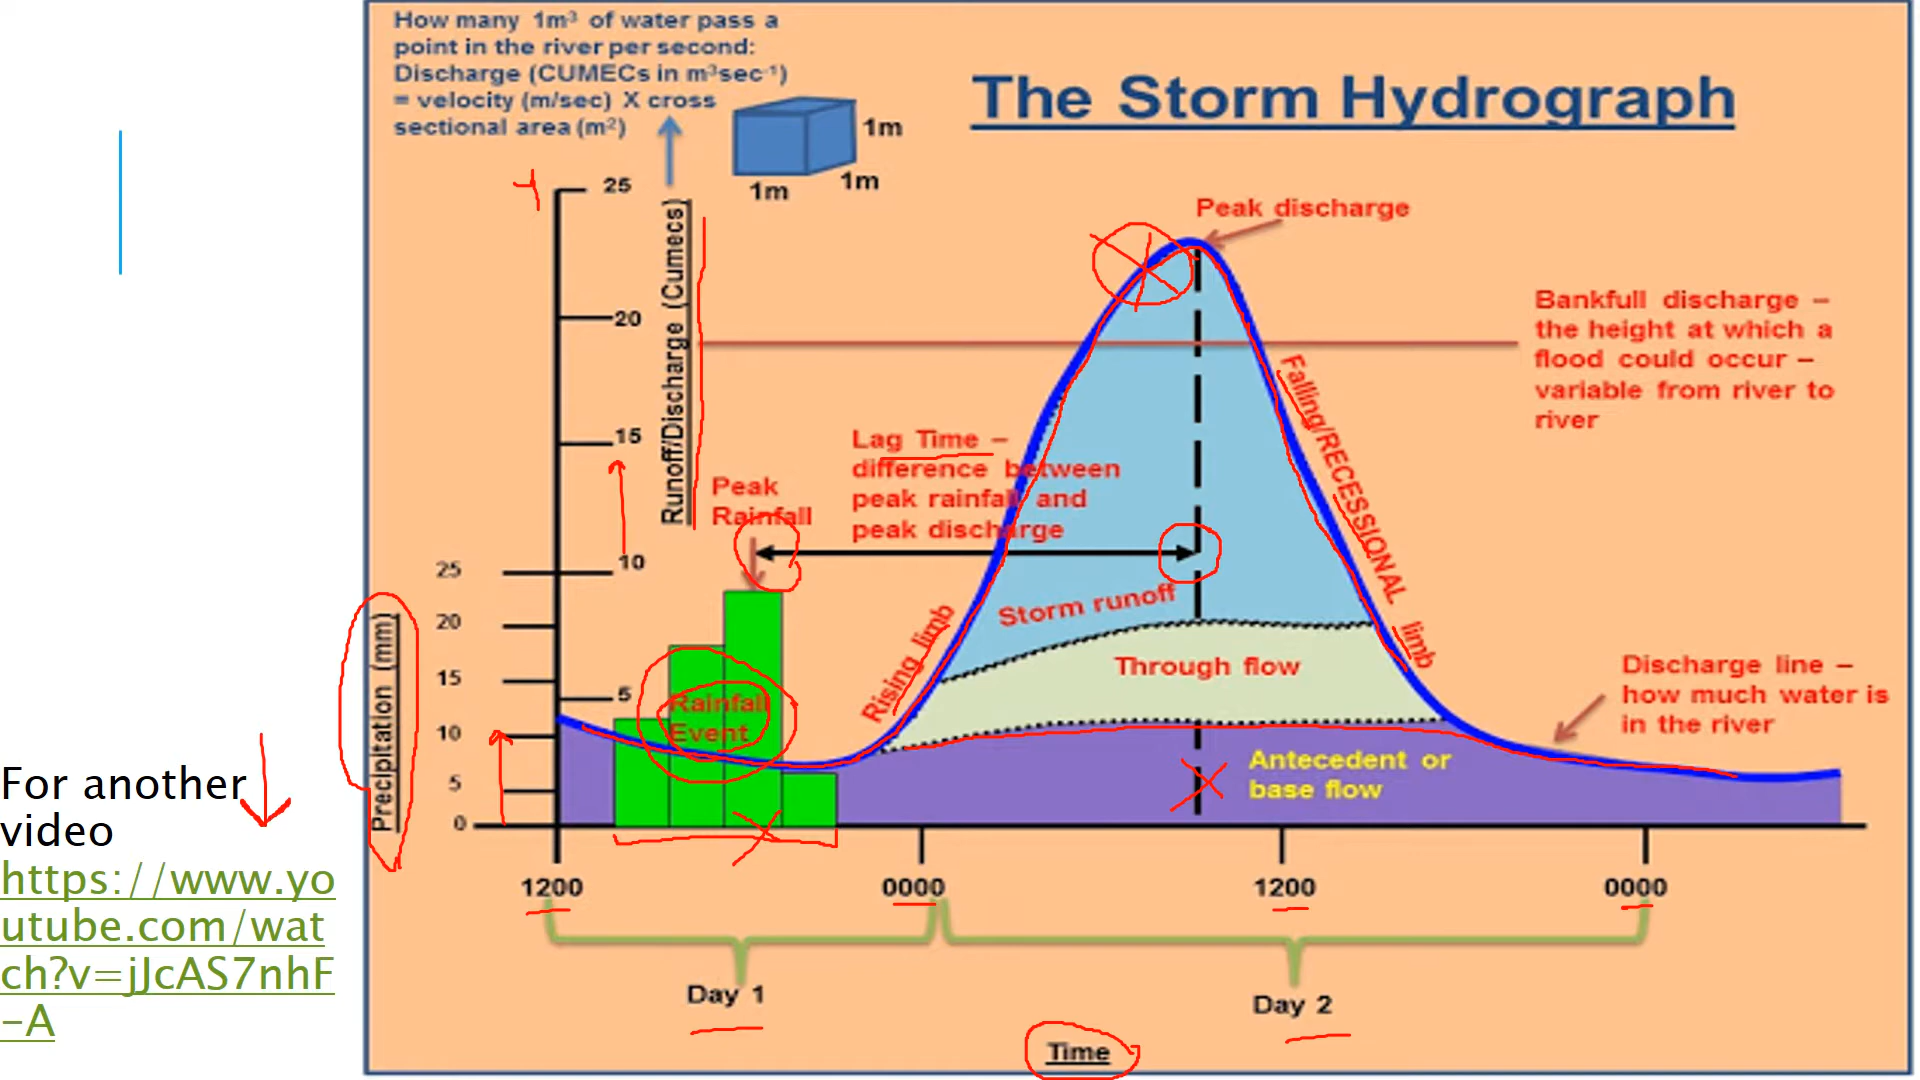 How many 1m³ of water pass a
point in the river per second:
Discharge (CUMECs in m³sec⁻¹)
= velocity (m/sec) X cross
sectional area (m²)
1m
1m
1m
The Storm Hydrograph
25
20
15
10
5
Runoff/Discharge (Cumecs)
Peak discharge
Bankfull discharge –
the height at which a
flood could occur –
variable from river to
river
Lag Time –
difference between
peak rainfall and
peak discharge
Peak
Rainfall
Falling/RECESSIONAL limb
Rising limb
Storm runoff
Through flow
Antecedent or
base flow
Discharge line –
how much water is
in the river
25
20
15
10
5
0
Precipitation (mm)
Rainfall
Event
1200
0000
1200
0000
Day 1
Day 2
Time
For another
video
https://www.yo
utube.com/wat
ch?v=jJcAS7nhF
-A